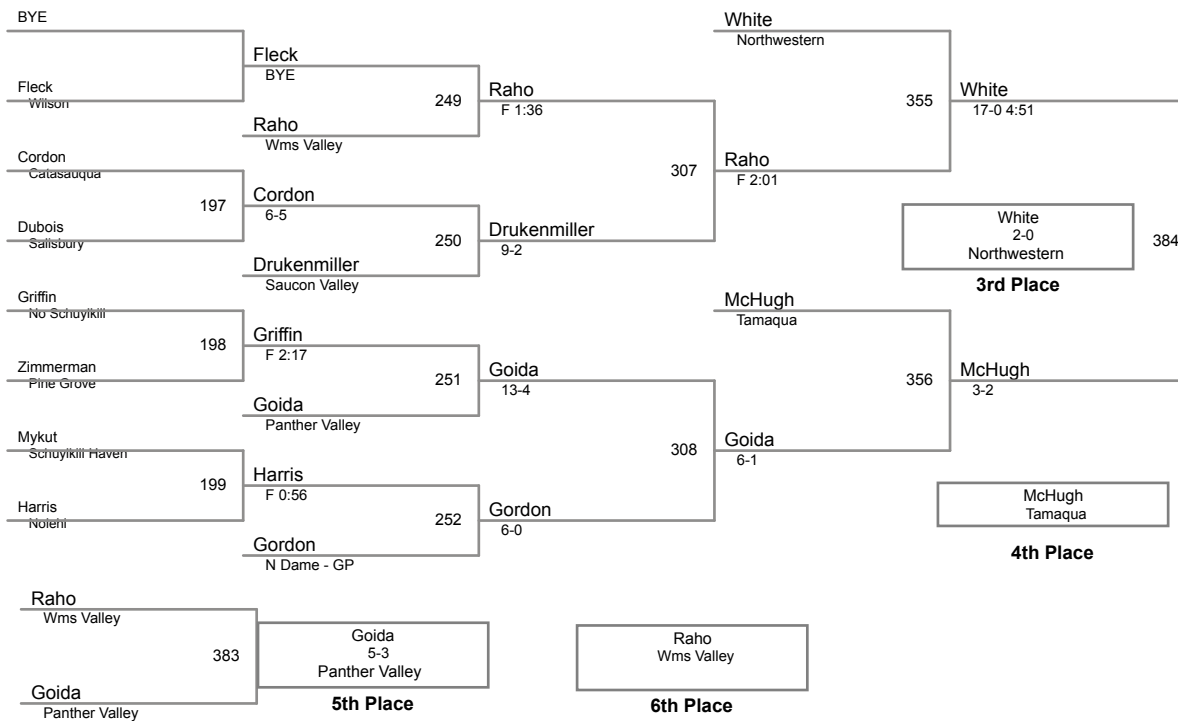 BYE
Fleck
Wilson
Cordon
Catasauqua
197
Dubois
Salisbury
Griffin
No Schuylkill
198
Zimmerman
Pine Grove
Mykut
Schuylkill Haven
199
Harris
Nolehi
Fleck
BYE
249
Raho
Wms Valley
Cordon
6-5
250
Drukenmiller
Saucon Valley
Griffin
F 2:17
251
Goida
Panther Valley
Harris
F 0:56
252
Gordon
N Dame - GP
Raho
F 1:36
307
Drukenmiller
9-2
Goida
13-4
308
Gordon
6-0
White
Northwestern
355
Raho
F 2:01
McHugh
Tamaqua
356
Goida
6-1
White
17-0 4:51
White
2-0
Northwestern
384
3rd Place
McHugh
3-2
McHugh
Tamaqua
4th Place
Raho
Wms Valley
383
Goida
Panther Valley
Goida
5-3
Panther Valley
5th Place
Raho
Wms Valley
6th Place